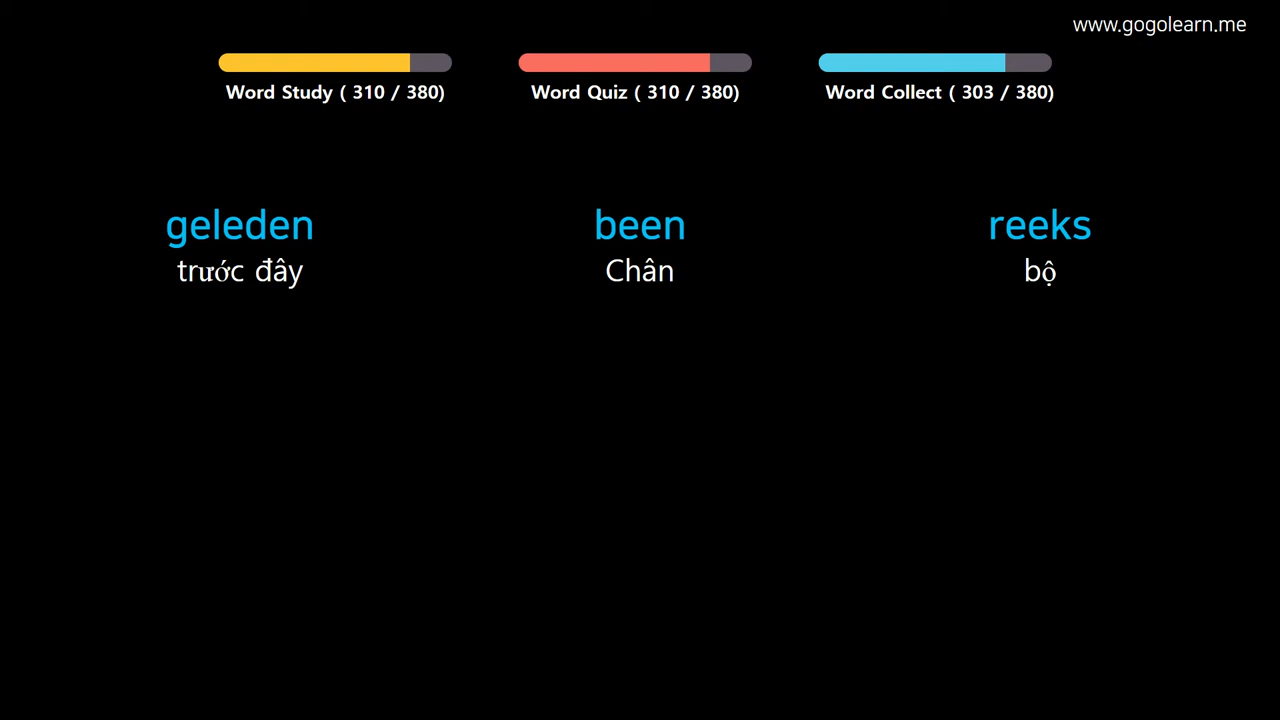 www.gogolearn.me
Word Study ( 310 / 380)
Word Quiz ( 310 / 380)
Word Collect ( 303 / 380)
geleden
trước đây
been
Chân
reeks
bộ